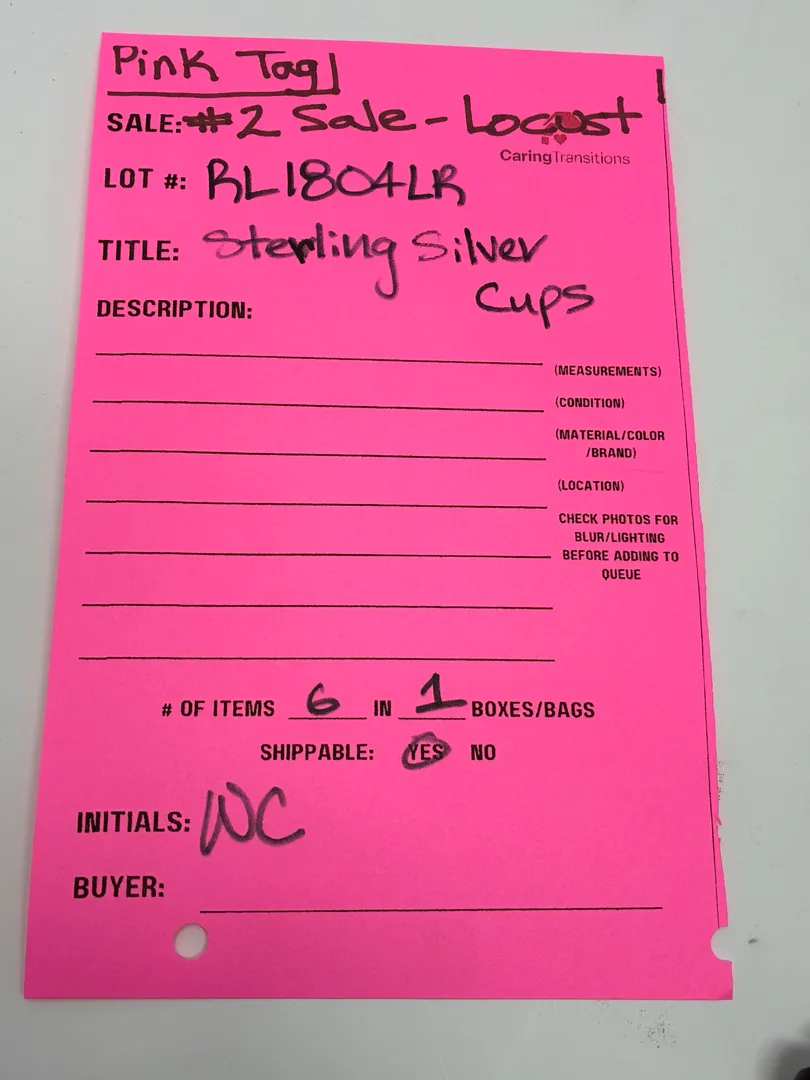 Pink Tag
SALE: #2 Sale - Locust
CaringTransitions
LOT #: RL1804LR
TITLE: Sterling Silver
Cups
DESCRIPTION:
(MEASUREMENTS)
(CONDITION)
(MATERIAL/COLOR
/BRAND)
(LOCATION)
CHECK PHOTOS FOR
BLUR/LIGHTING
BEFORE ADDING TO
QUEUE
# OF ITEMS 6 IN 1 BOXES/BAGS
SHIPPABLE: YES NO
INITIALS: WC
BUYER: